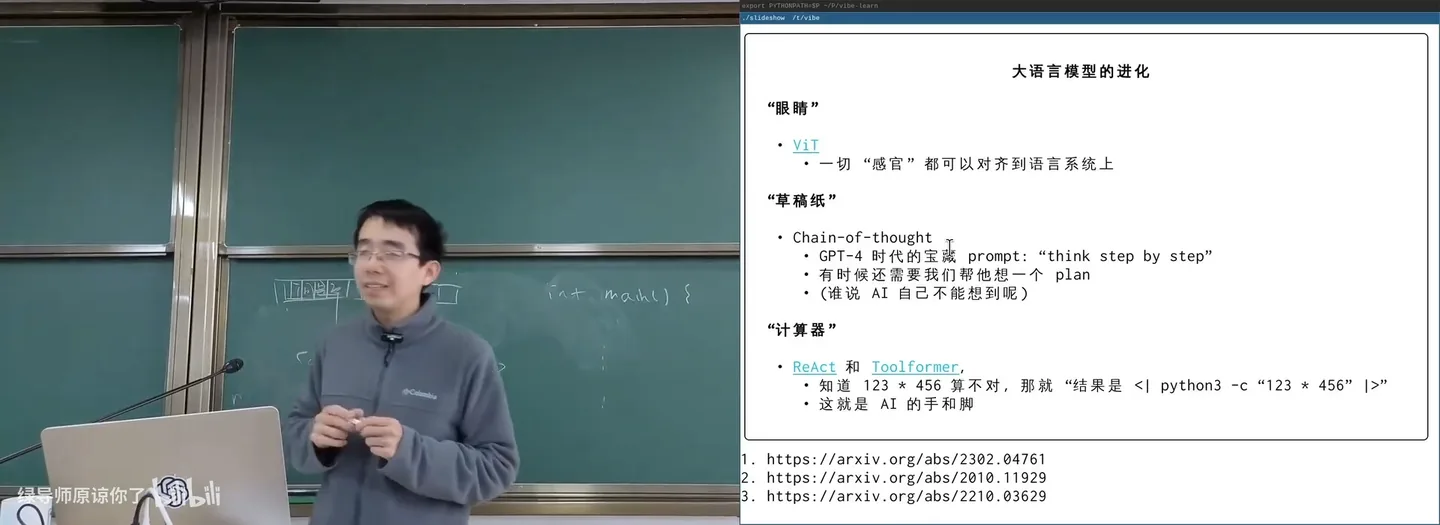 int main() {
Columbia
绿导师原谅你了
bilibili
export PYTHONPATH=$P ~/P/vibe-learn
./slideshow /t/vibe
大语言模型的进化
“眼睛”
• ViT
• 一切 “感官” 都可以对齐到语言系统上
“草稿纸”
• Chain-of-thought
• GPT-4 时代的宝藏 prompt: “think step by step”
• 有时候还需要我们帮他想一个 plan
• (谁说 AI 自己不能想到呢)
“计算器”
• ReAct 和 Toolformer,
• 知道 123 * 456 算不对, 那就 “结果是 <| python3 -c “123 * 456” |>”
• 这就是 AI 的手和脚
1. https://arxiv.org/abs/2302.04761
2. https://arxiv.org/abs/2010.11929
3. https://arxiv.org/abs/2210.03629